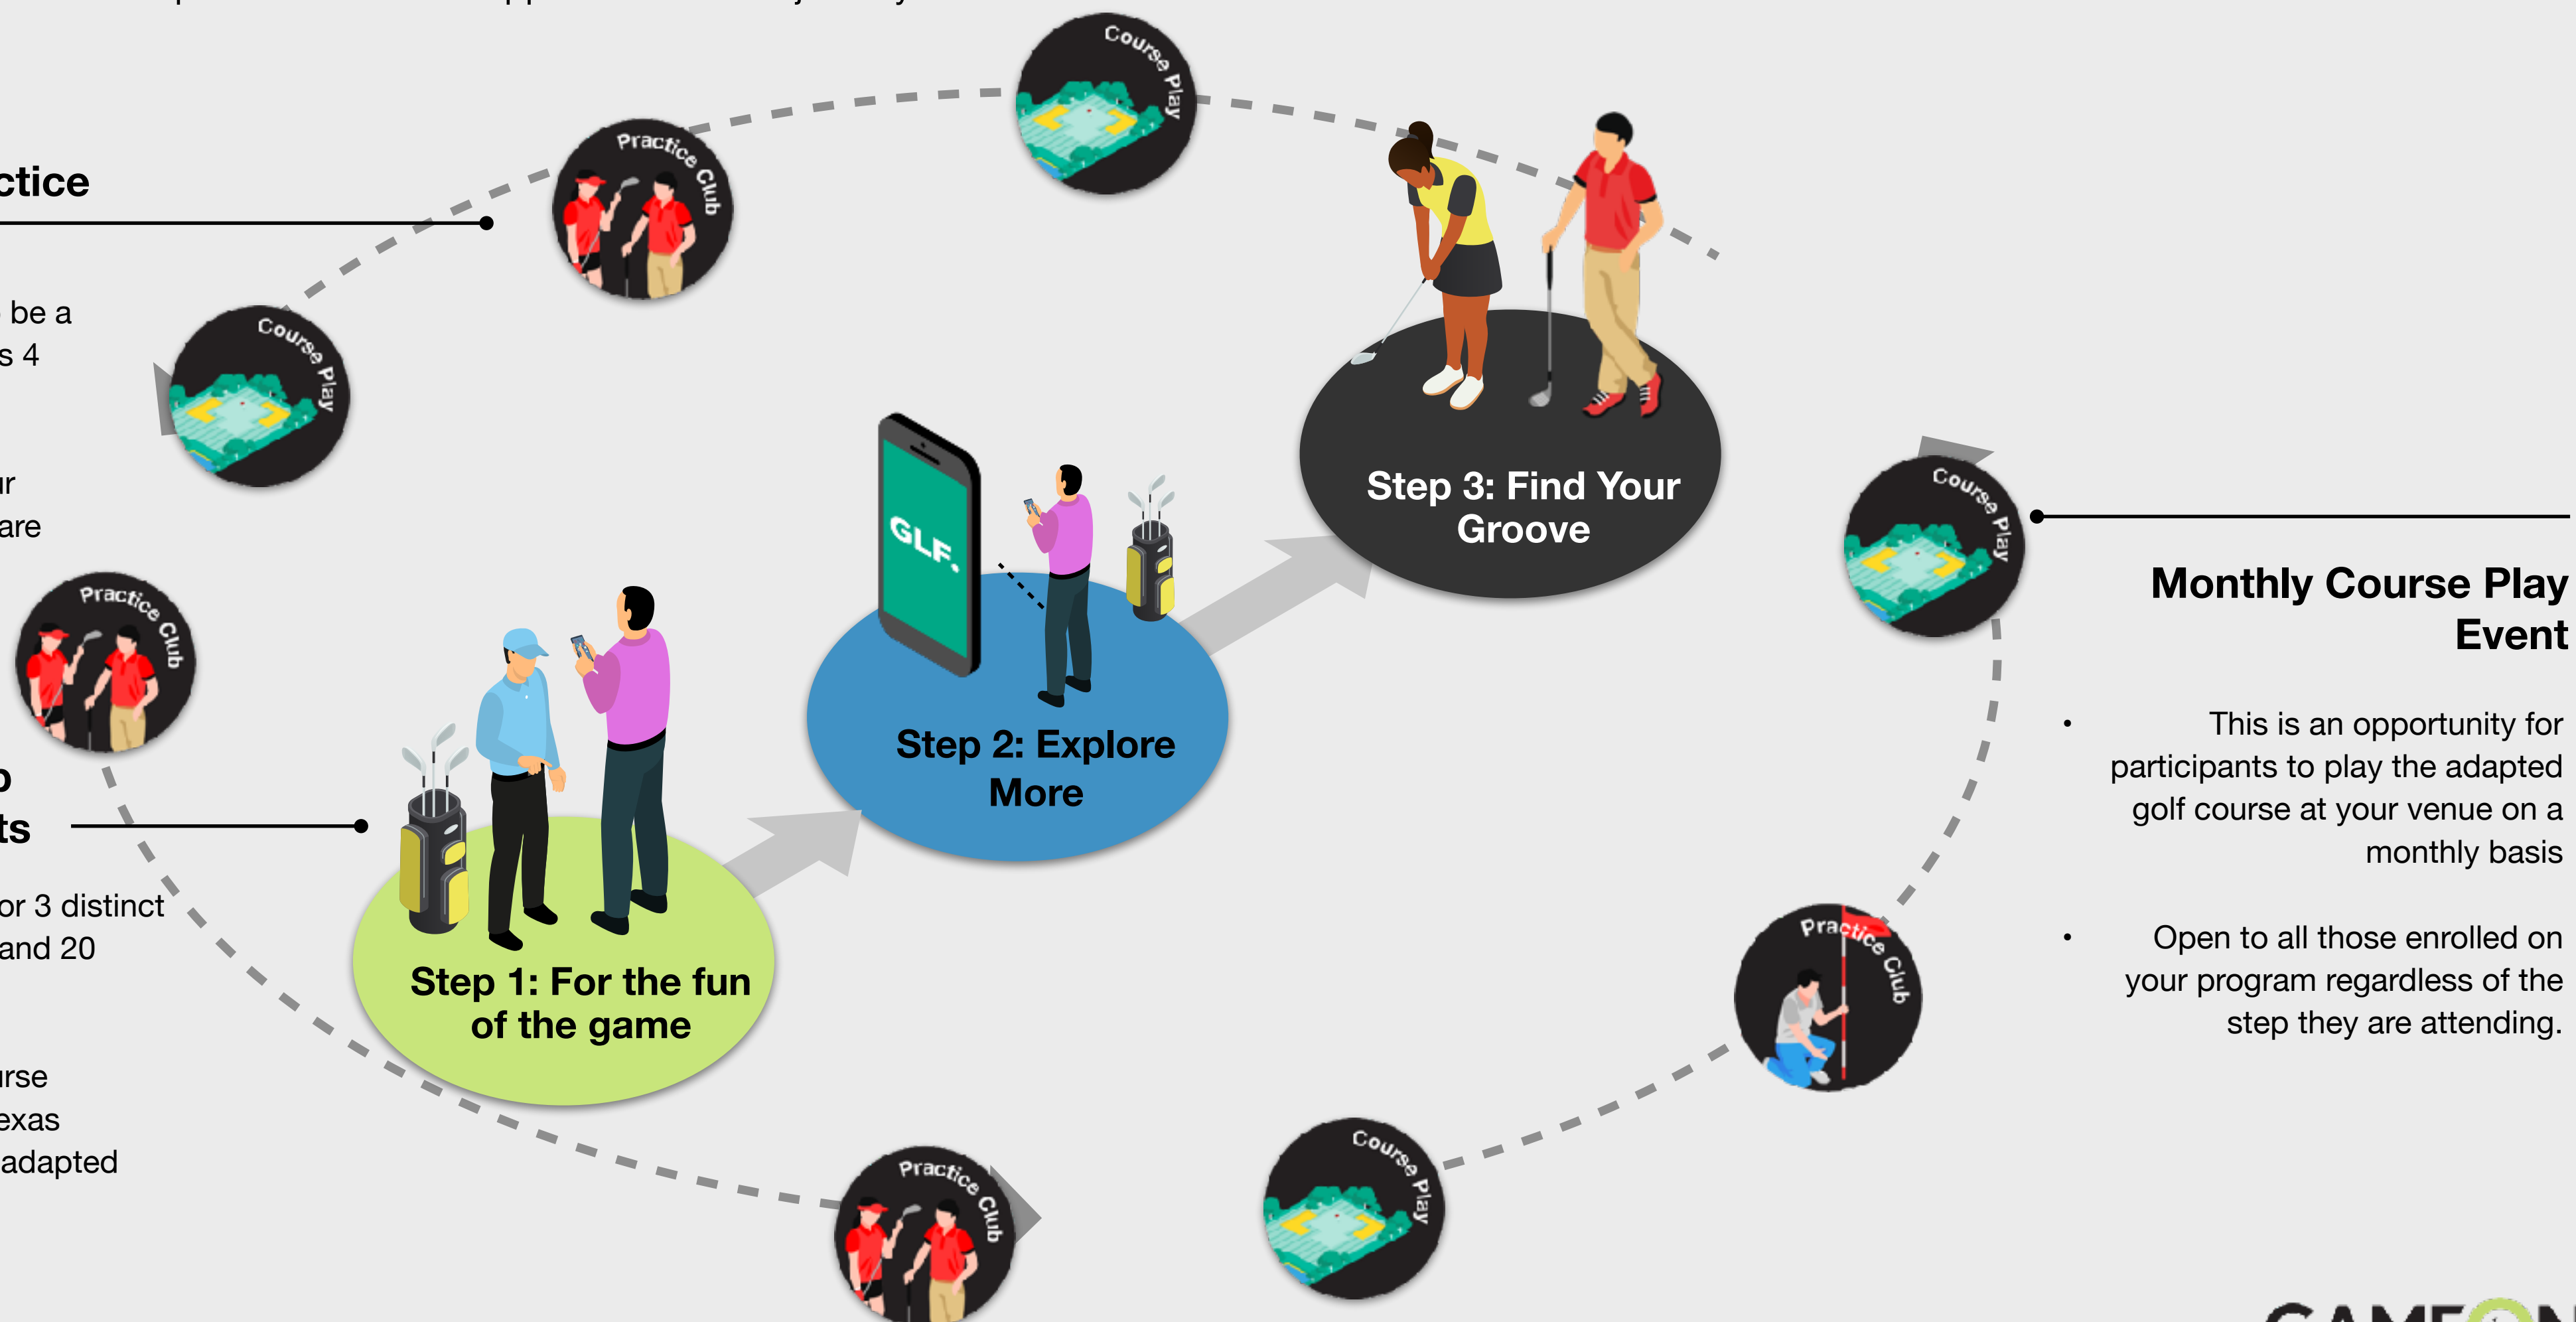 ctice
be a
s 4
ur
are
ts
or 3 distinct
and 20
urse
exas
adapted
Course Play
Practice Club
Course Play
Practice Club
Step 3: Find Your
Groove
GLF.
Step 2: Explore
More
Step 1: For the fun
of the game
Course Play
Practice Club
Course Play
Practice Club
Monthly Course Play
Event
• This is an opportunity for
participants to play the adapted
golf course at your venue on a
monthly basis
• Open to all those enrolled on
your program regardless of the
step they are attending.